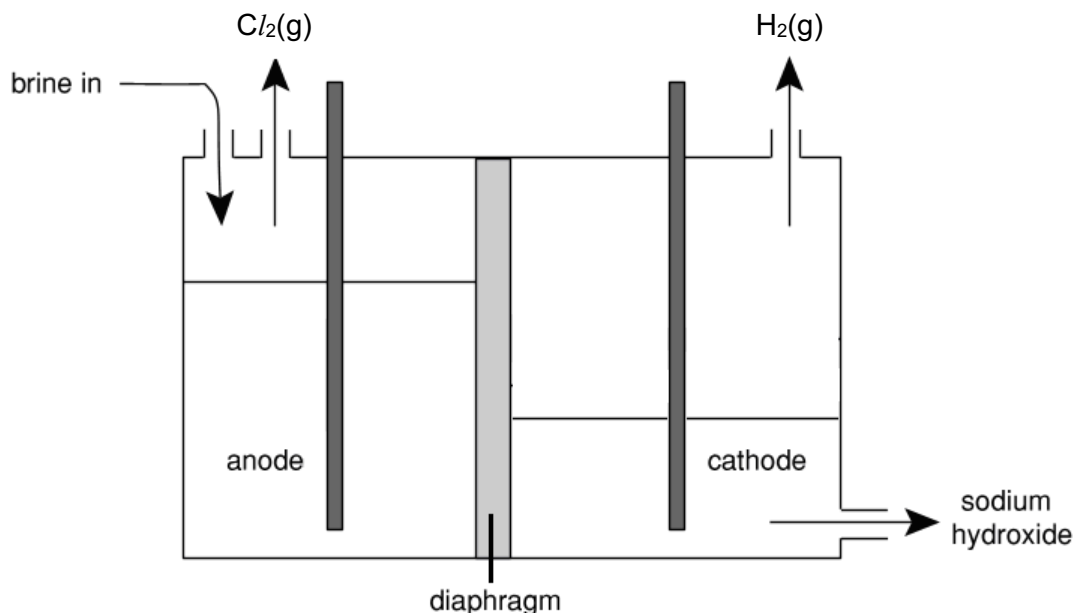 Cl₂(g)
H₂(g)
brine in
anode
cathode
sodium
hydroxide
diaphragm